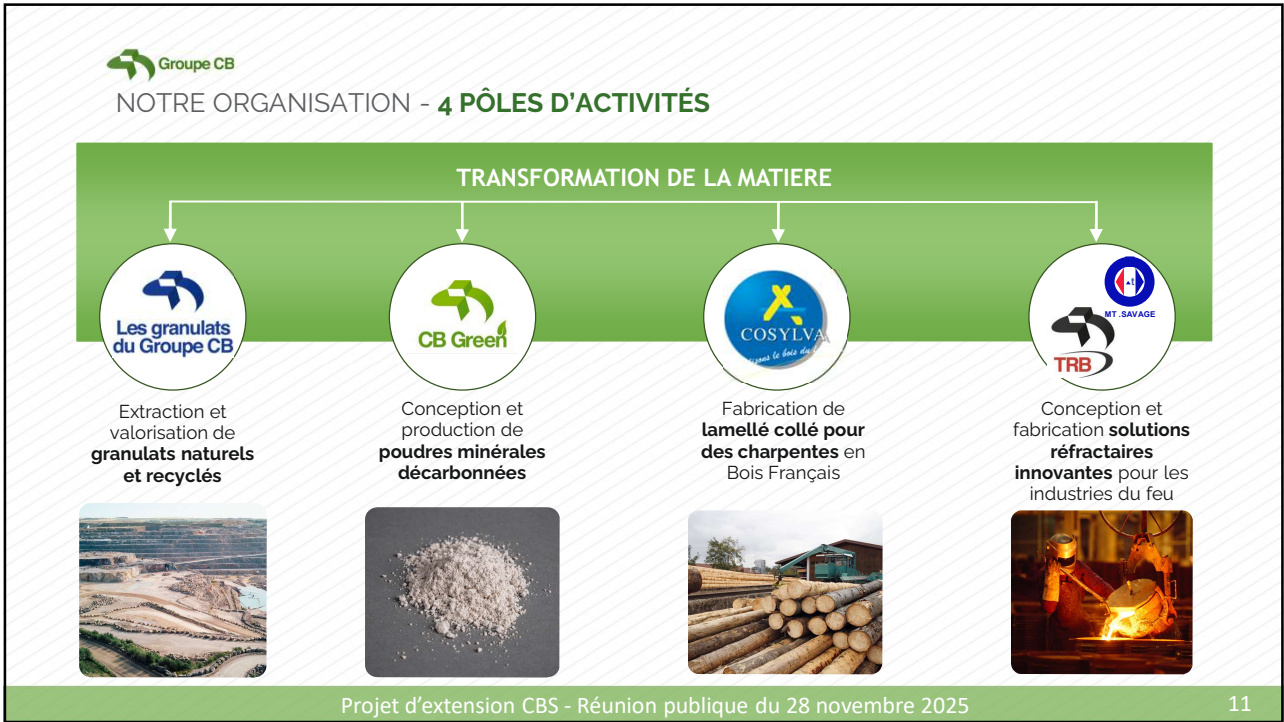 Groupe CB
NOTRE ORGANISATION - 4 PÔLES D'ACTIVITÉS
TRANSFORMATION DE LA MATIERE
Les granulats
du Groupe CB
Extraction et
valorisation de
granulats naturels
et recyclés
CB Green
Conception et
production de
poudres minérales
décarbonnées
COSYLVA
le bois du
Fabrication de
lamellé collé pour
des charpentes en
Bois Français
MT .SAVAGE
TRB
Conception et
fabrication solutions
réfractaires
innovantes pour les
industries du feu
Projet d'extension CBS - Réunion publique du 28 novembre 2025
11